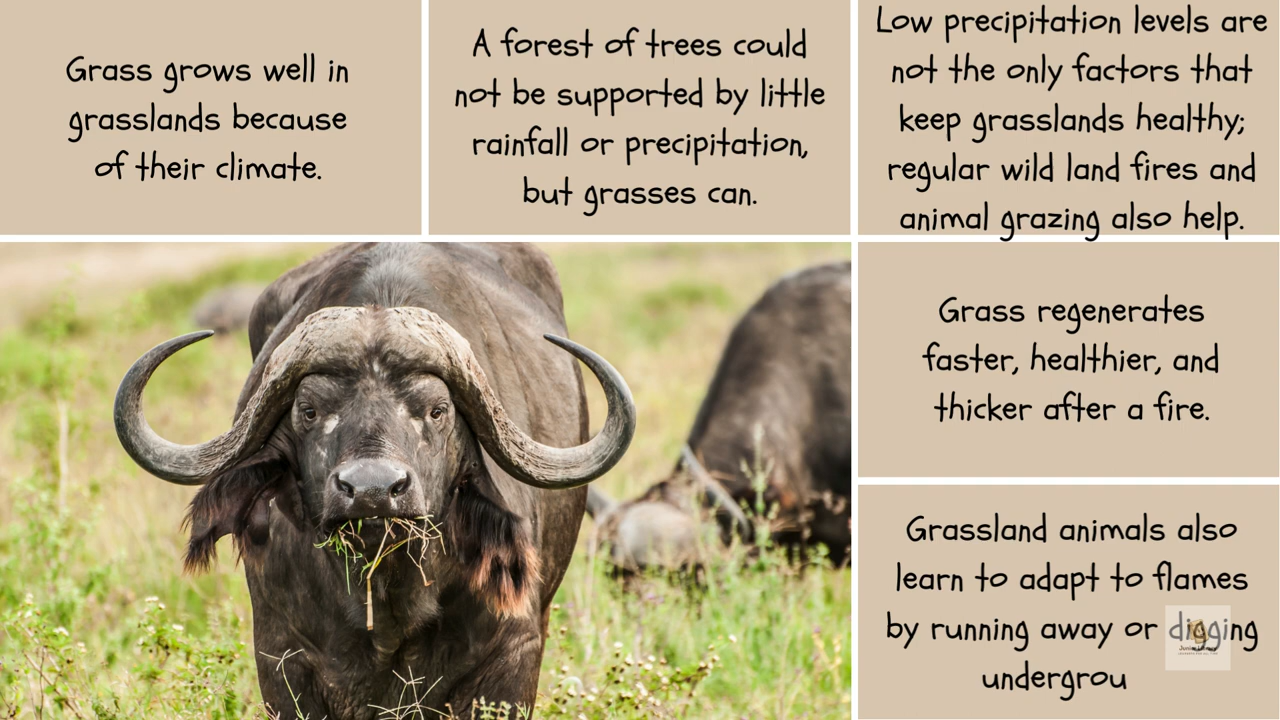 Grass grows well in
grasslands because
of their climate.
A forest of trees could
not be supported by little
rainfall or precipitation,
but grasses can.
Low precipitation levels are
not the only factors that
keep grasslands healthy;
regular wild land fires and
animal grazing also help.
Grass regenerates
faster, healthier, and
thicker after a fire.
Grassland animals also
learn to adapt to flames
by running away or digging
undergrou